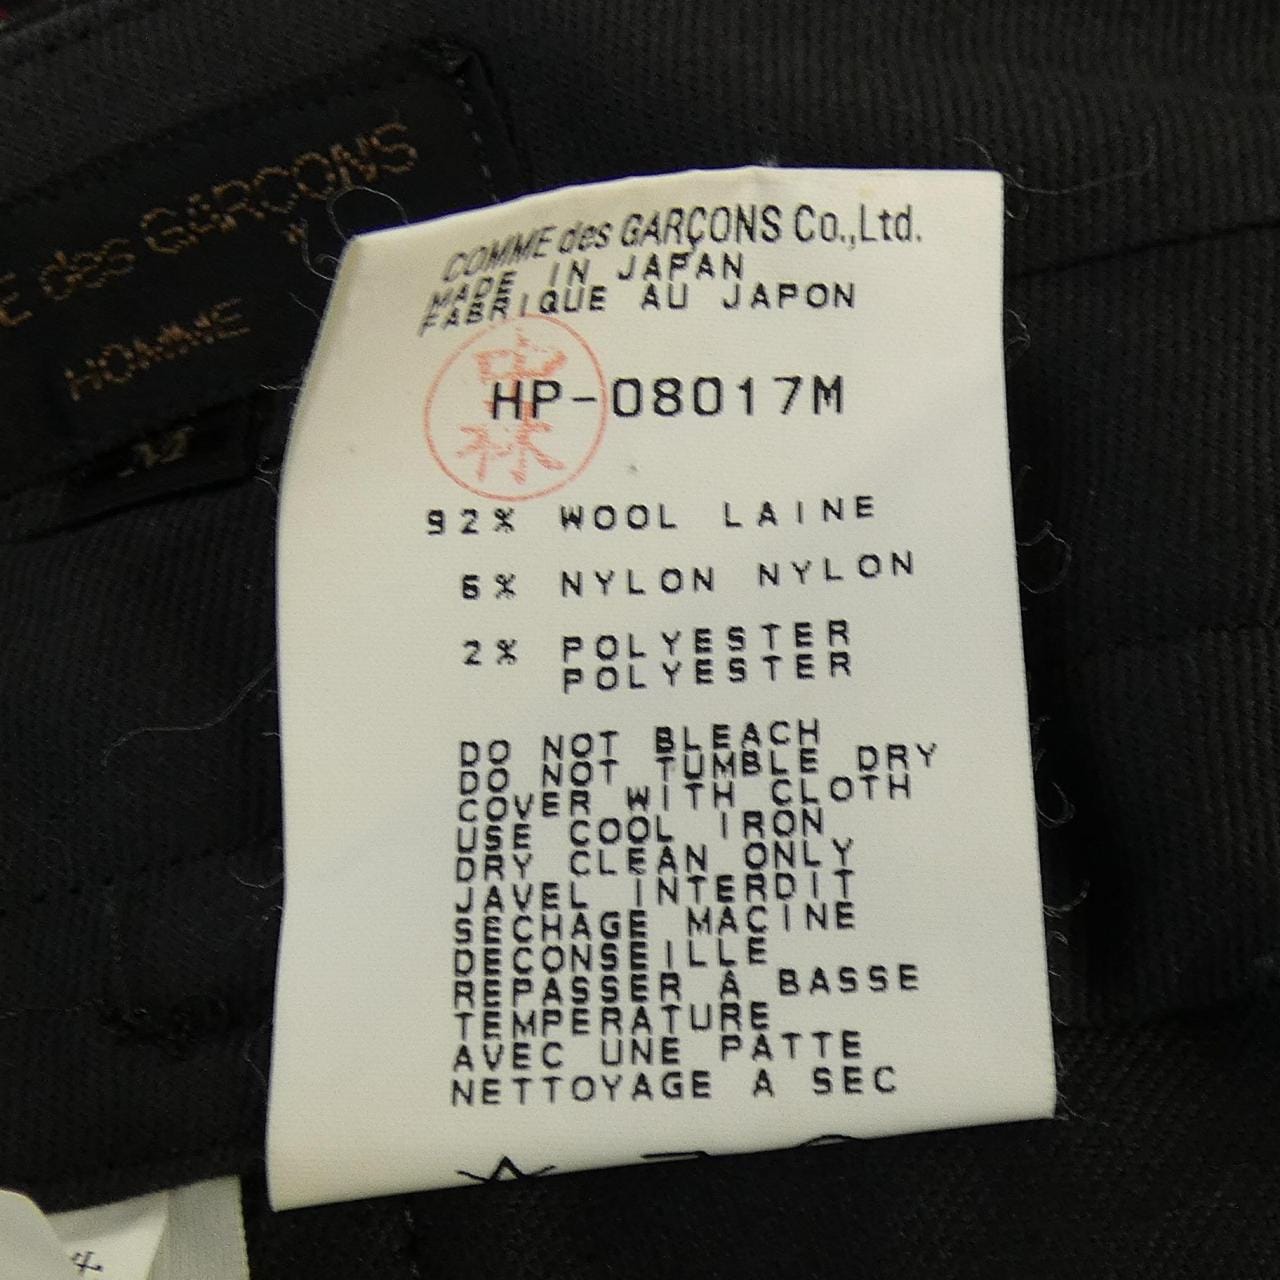 E des GARÇONS
HOMME
M
COMME des GARÇONS Co.,Ltd.
MADE IN JAPAN
FABRIQUE AU JAPON
HP-08017M
92% WOOL LAINE
6% NYLON NYLON
2% POLYESTER
POLYESTER
DO NOT BLEACH
DO NOT TUMBLE DRY
COVER WITH CLOTH
USE COOL IRON
DRY CLEAN ONLY
JAVEL INTERDIT
SECHAGE MACINE
DECONSEILLE
REPASSER A BASSE
TEMPERATURE
AVEC UNE PATTE
NETTOYAGE A SEC